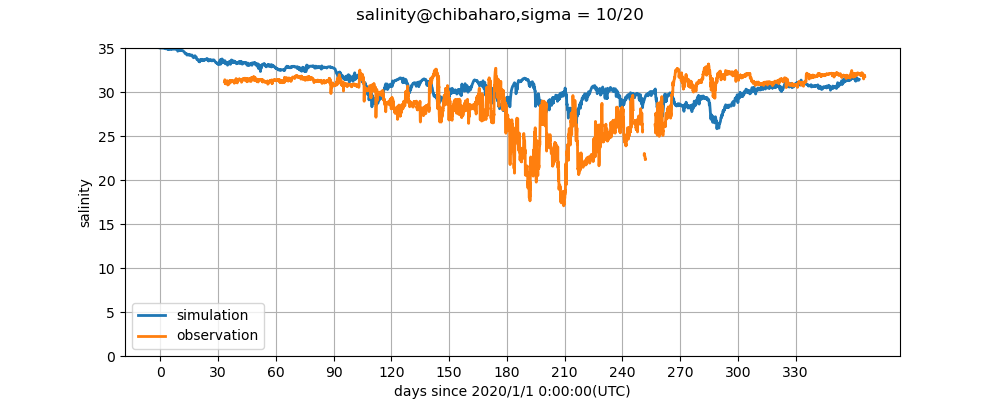 salinity@chibaharo,sigma = 10/20
35
30
25
20
15
10
5
0
salinity
simulation
observation
0 30 60 90 120 150 180 210 240 270 300 330
days since 2020/1/1 0:00:00(UTC)